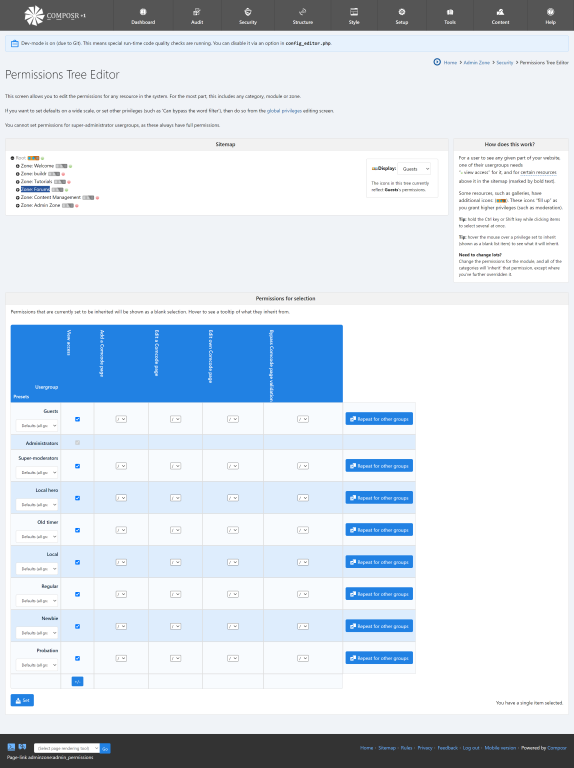 COMPOSR v11
Dashboard
Audit
Security
Structure
Style
Setup
Tools
Content
Help
Dev-mode is on (due to Git). This means special run-time code quality checks are running. You can disable it via an option in config_editor.php.
Home > Admin Zone > Security > Permissions Tree Editor
Permissions Tree Editor
This screen allows you to edit the permissions for any resource in the system. For the most part, this includes any category, module or zone.
If you want to set defaults on a wide scale, or set other privileges (such as 'Can bypass the word filter'), then do so from the global privileges editing screen.
You cannot set permissions for super-administrator usergroups, as these always have full permissions.
Sitemap
Root
Zone: Welcome
Zone: buildr
Zone: Tutorials
Zone: Forums
Zone: Content Management
Zone: Admin Zone
Display:
Guests
The icons in this tree currently
reflect Guests's permissions.
How does this work?
For a user to see any given part of your website,
one of their usergroups needs
'- view access' for it, and for certain resources
above it in the sitemap (marked by bold text).
Some resources, such as galleries, have
additional icons. These icons "fill up" as
you grant higher privileges (such as moderation).
Tip: hold the Ctrl key or Shift key while clicking items
to select several at once.
Tip: hover the mouse over a privilege set to inherit
(shown as a blank list item) to see what it will inherit.
Need to change lots?
Change the permissions for the module, and all of the
categories will 'inherit' that permission, except where
you've further overridden it.
Permissions for selection
Permissions that are currently set to be inherited will be shown as a blank selection. Hover to see a tooltip of what they inherit from.
View access
Add a Comcode page
Edit a Comcode page
Edit own Comcode page
Bypass Comcode page validation
Usergroup
Presets
Guests
Defaults (all go
Repeat for other groups
Administrators
Super-moderators
Defaults (all go
Repeat for other groups
Local hero
Defaults (all go
Repeat for other groups
Old timer
Defaults (all go
Repeat for other groups
Local
Defaults (all go
Repeat for other groups
Regular
Defaults (all go
Repeat for other groups
Newbie
Defaults (all go
Repeat for other groups
Probation
Defaults (all go
Repeat for other groups
+/-
Set
You have a single item selected.
(Select page rendering tool)
Go
Home · Sitemap · Rules · Privacy · Feedback · Log out · Mobile version · Powered by Composr
Page-link adminzone:admin_permissions